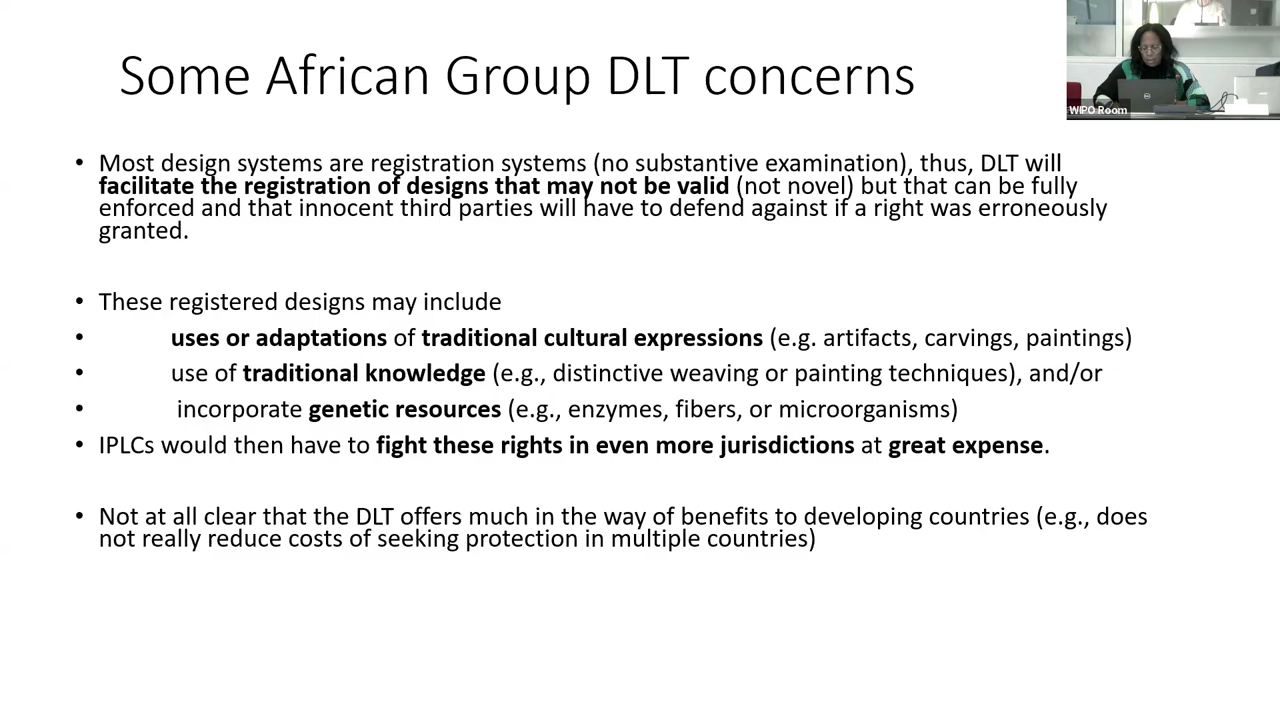 Some African Group DLT concerns
WIPO Room
• Most design systems are registration systems (no substantive examination), thus, DLT will
facilitate the registration of designs that may not be valid (not novel) but that can be fully
enforced and that innocent third parties will have to defend against if a right was erroneously
granted.
• These registered designs may include
• uses or adaptations of traditional cultural expressions (e.g. artifacts, carvings, paintings)
• use of traditional knowledge (e.g., distinctive weaving or painting techniques), and/or
• incorporate genetic resources (e.g., enzymes, fibers, or microorganisms)
• IPLCs would then have to fight these rights in even more jurisdictions at great expense.
• Not at all clear that the DLT offers much in the way of benefits to developing countries (e.g., does
not really reduce costs of seeking protection in multiple countries)